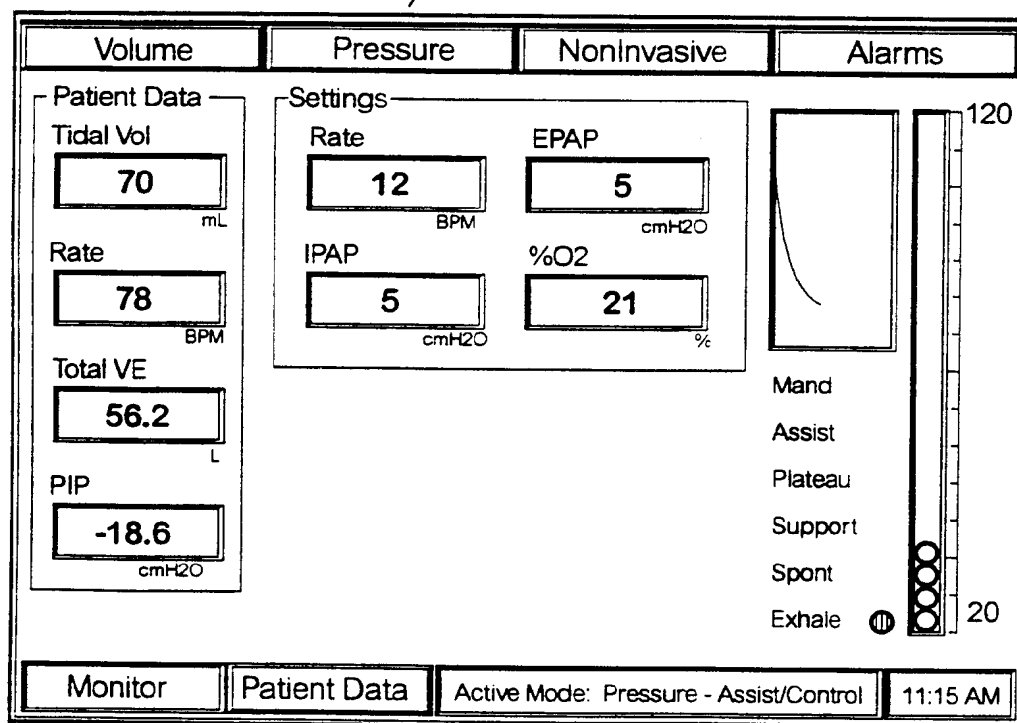 Volume Pressure NonInvasive Alarms
Patient Data
Tidal Vol
70
mL
Rate
78
BPM
Total VE
56.2
L
PIP
-18.6
cmH2O
Settings
Rate
12
BPM
EPAP
5
cmH2O
IPAP
5
cmH2O
%O2
21
%
120
Mand
Assist
Plateau
Support
Spont
Exhale
20
Monitor Patient Data Active Mode: Pressure - Assist/Control 11:15 AM